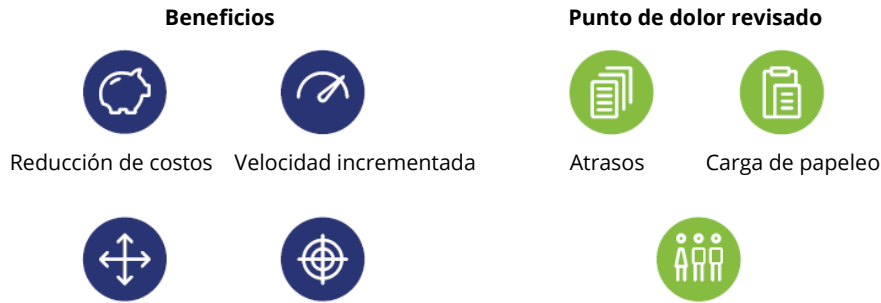 Beneficios
Punto de dolor revisado
Reducción de costos
Velocidad incrementada
Atrasos
Carga de papeleo